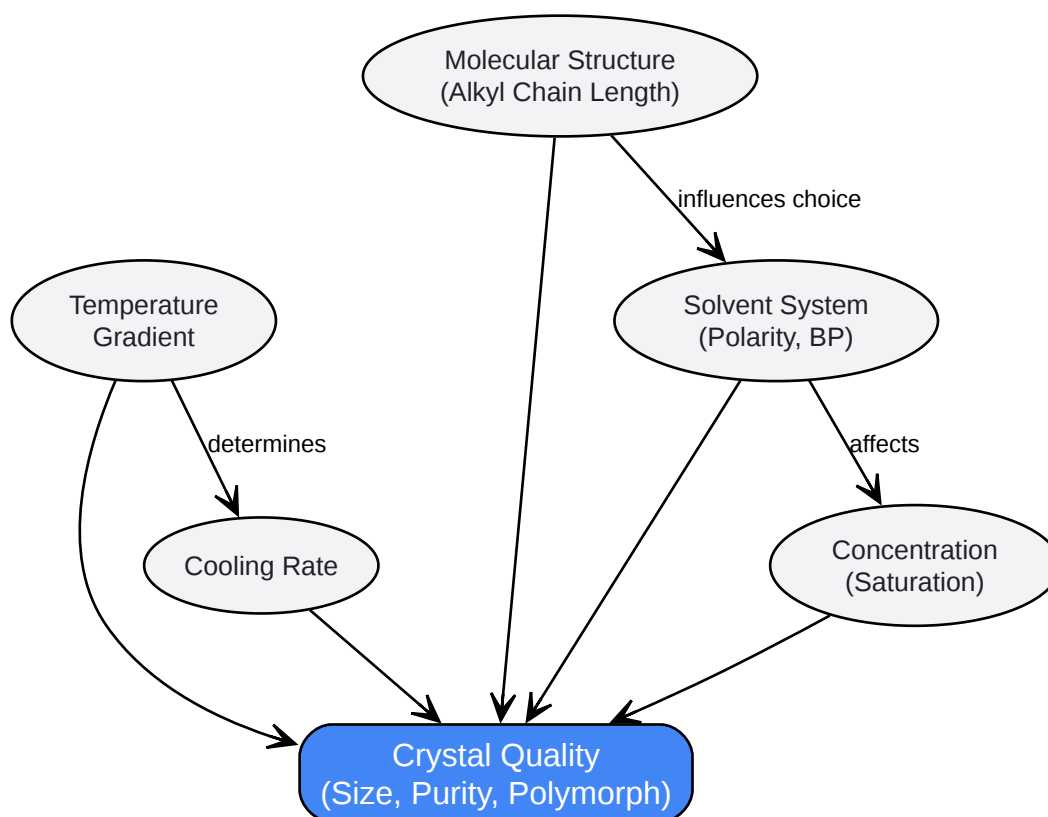 Molecular Structure
(Alkyl Chain Length)
influences choice
Temperature
Gradient
Solvent System
(Polarity, BP)
determines
affects
Cooling Rate
Concentration
(Saturation)
Crystal Quality
(Size, Purity, Polymorph)